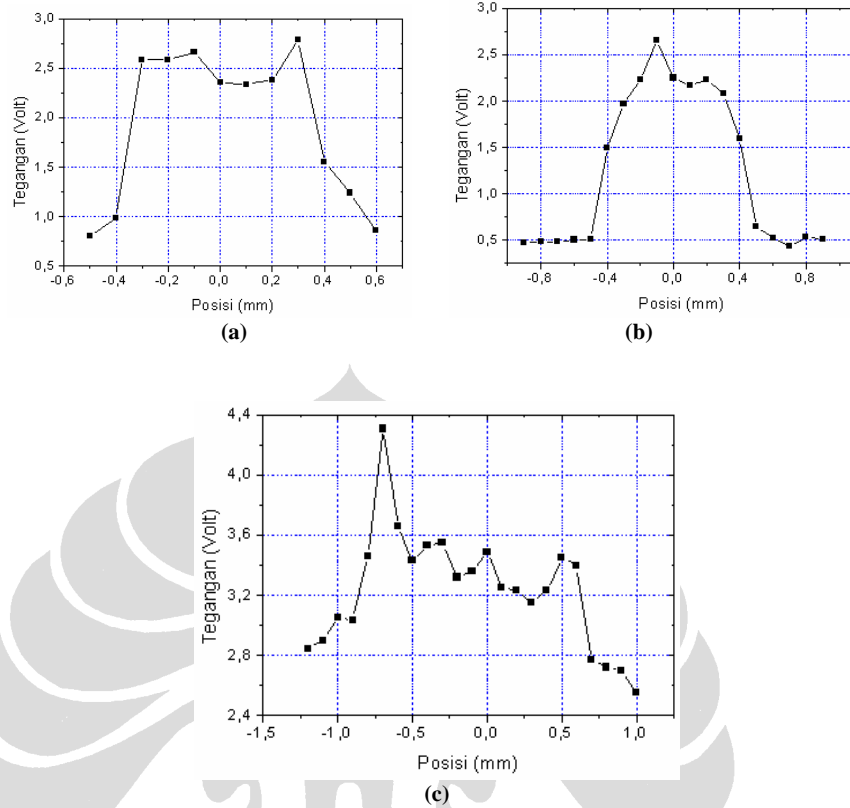 3,0
2,5
2,0
1,5
1,0
0,5
-0,6 -0,4 -0,2 0,0 0,2 0,4 0,6
Tegangan (Volt)
Posisi (mm)
(a)
3,0
2,5
2,0
1,5
1,0
0,5
-0,8 -0,4 0,0 0,4 0,8
Tegangan (Volt)
Posisi (mm)
(b)
4,4
4,0
3,6
3,2
2,8
2,4
-1,5 -1,0 -0,5 0,0 0,5 1,0
Tegangan (Volt)
Posisi (mm)
(c)